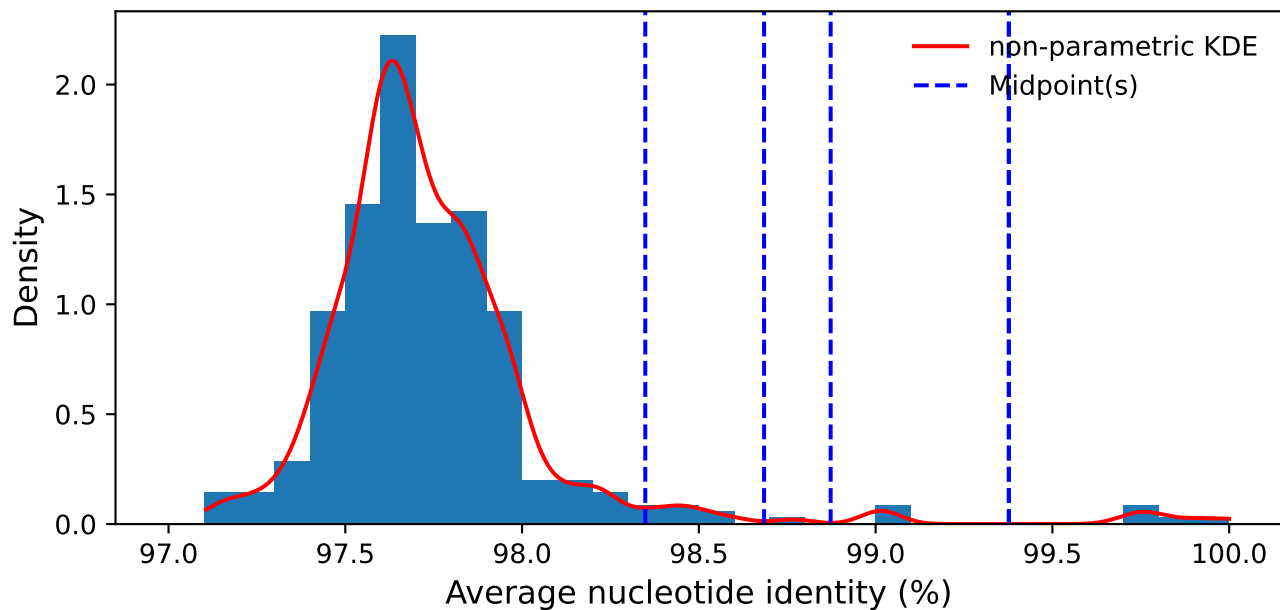 non-parametric KDE
Midpoint(s)
Density
2.0
1.5
1.0
0.5
0.0
97.0 97.5 98.0 98.5 99.0 99.5 100.0
Average nucleotide identity (%)